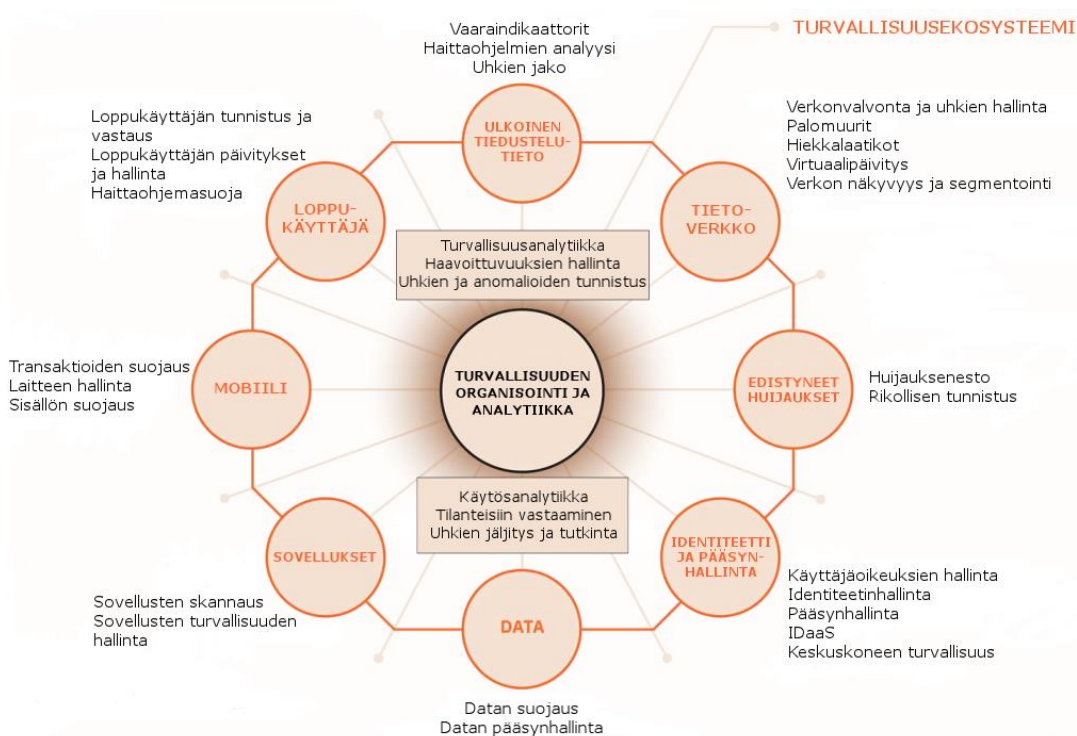 TURVALLISUUSEKOSYSTEEMI
Vaaraindikaattorit
Haittaohjelmien analyysi
Uhkien jako
ULKOINEN
TIEDUSTELU-
TIETO
Verkonvalvonta ja uhkien hallinta
Palomuurit
Hiekkalaatikot
Virtuaalipäivitys
Verkon näkyvyys ja segmentointi
TIETO-
VERKKO
Loppukäyttäjän tunnistus ja
vastaus
Loppukäyttäjän päivitykset
ja hallinta
Haittaohjemasuoja
LOPPU-
KÄYTTÄJÄ
Turvallisuusanalytiikka
Haavoittuvuuksien hallinta
Uhkien ja anomalioiden tunnistus
TURVALLISUUDEN
ORGANISOINTI JA
ANALYTIIKKA
Transaktioiden suojaus
Laitteen hallinta
Sisällön suojaus
MOBIILI
EDISTYNEET
HUIJAUKSET
Huijauksenesto
Rikollisen tunnistus
Käytösanalytiikka
Tilanteisiin vastaaminen
Uhkien jäljitys ja tutkinta
SOVELLUKSET
Sovellusten skannaus
Sovellusten turvallisuuden
hallinta
IDENTITEETTI
JA PÄÄSYN-
HALLINTA
Käyttäjäoikeuksien hallinta
Identiteetinhallinta
Pääsynhallinta
IDaaS
Keskuskoneen turvallisuus
DATA
Datan suojaus
Datan pääsynhallinta